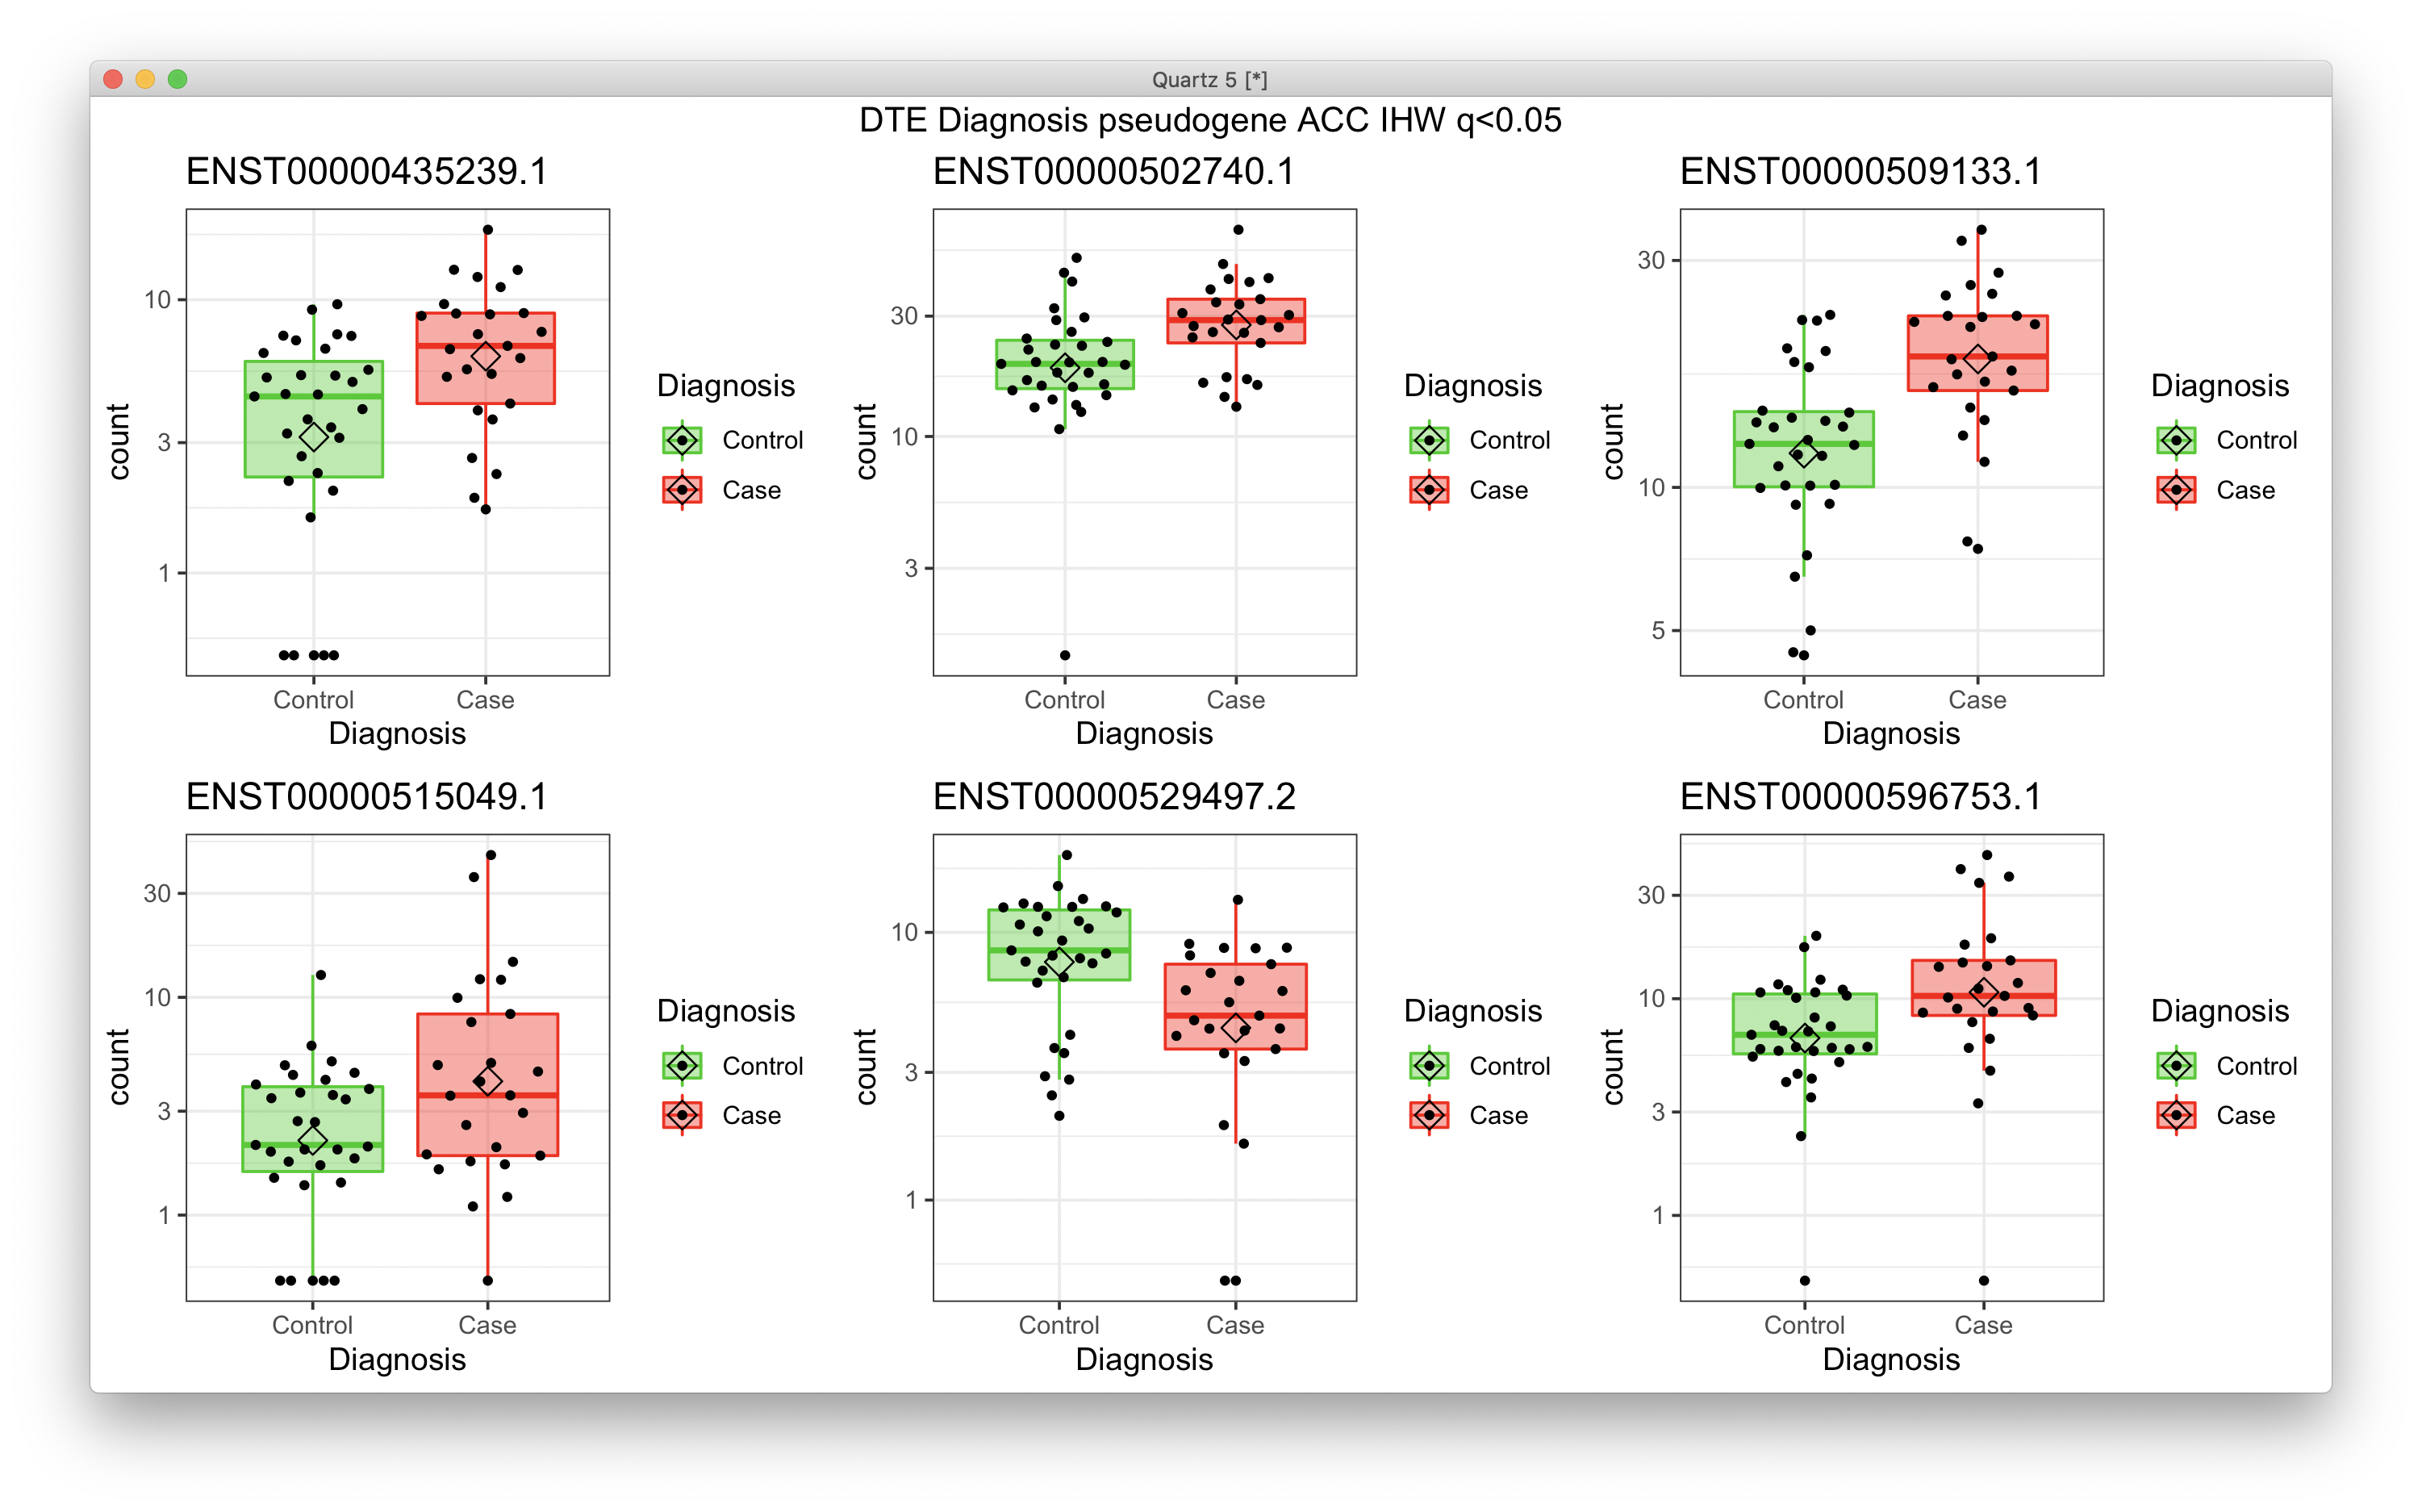 Quartz 5 [*]
DTE Diagnosis pseudogene ACC IHW q<0.05
ENST00000435239.1
10
3
1
count
Control
Case
Diagnosis
Diagnosis
Control
Case
ENST00000502740.1
30
10
3
count
Control
Case
Diagnosis
Diagnosis
Control
Case
ENST00000509133.1
30
10
5
count
Control
Case
Diagnosis
Diagnosis
Control
Case
ENST00000515049.1
30
10
3
1
count
Control
Case
Diagnosis
Diagnosis
Control
Case
ENST00000529497.2
10
3
1
count
Control
Case
Diagnosis
Diagnosis
Control
Case
ENST00000596753.1
30
10
3
1
count
Control
Case
Diagnosis
Diagnosis
Control
Case